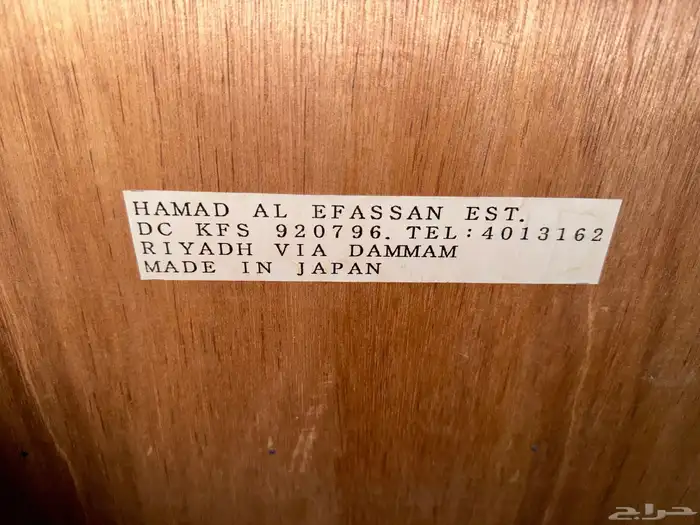 HAMAD AL EFASSAN EST.
DC KFS 920796. TEL:4013162
RIYADH VIA DAMMAM
MADE IN JAPAN
حراج